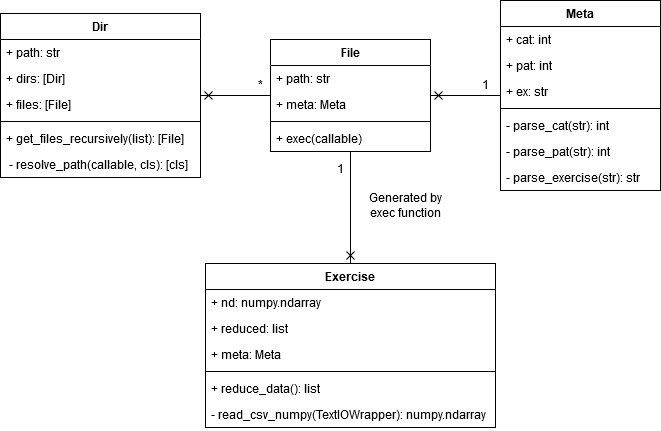 Dir
+ path: str
+ dirs: [Dir]
+ files: [File]
+ get_files_recursively(list): [File]
- resolve_path(callable, cls): [cls]
*
File
+ path: str
+ meta: Meta
+ exec(callable)
1
Meta
+ cat: int
+ pat: int
+ ex: str
- parse_cat(str): int
- parse_pat(str): int
- parse_exercise(str): str
1
Generated by
exec function
Exercise
+ nd: numpy.ndarray
+ reduced: list
+ meta: Meta
+ reduce_data(): list
- read_csv_numpy(TextIOWrapper): numpy.ndarray